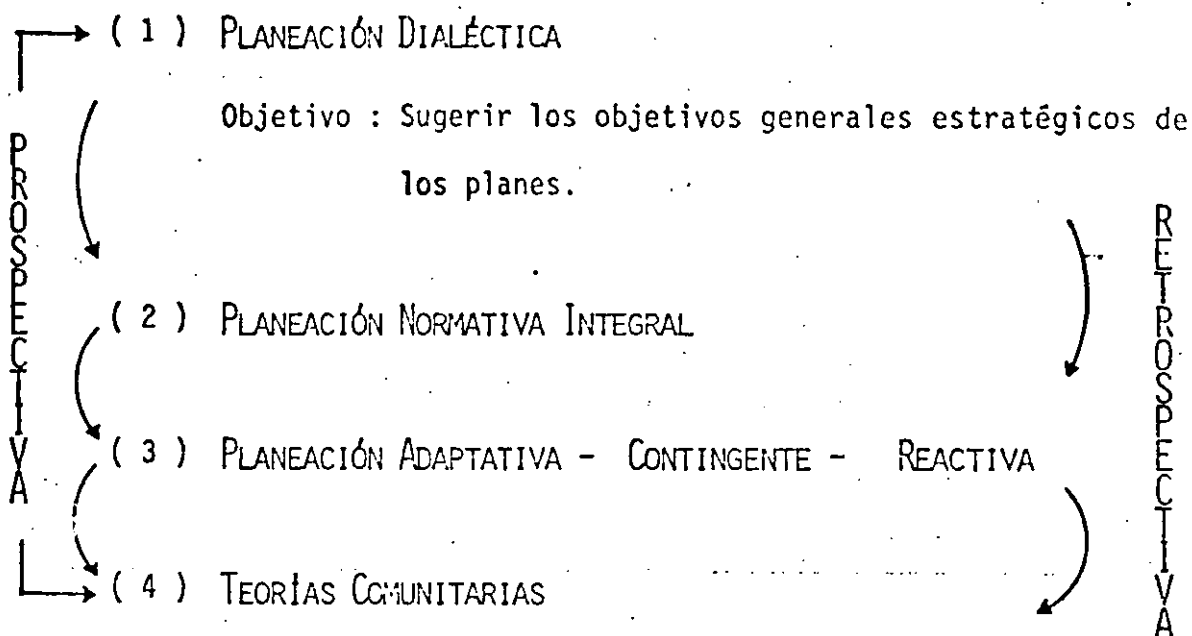 ( 1 ) PLANEACIÓN DIALÉCTICA
Objetivo : Sugerir los objetivos generales estratégicos de
los planes.
PROSPECTIVA
RETROSPECTIVA
( 2 ) PLANEACIÓN NORMATIVA INTEGRAL
( 3 ) PLANEACIÓN ADAPTATIVA - CONTINGENTE - REACTIVA
( 4 ) TEORÍAS COMUNITARIAS